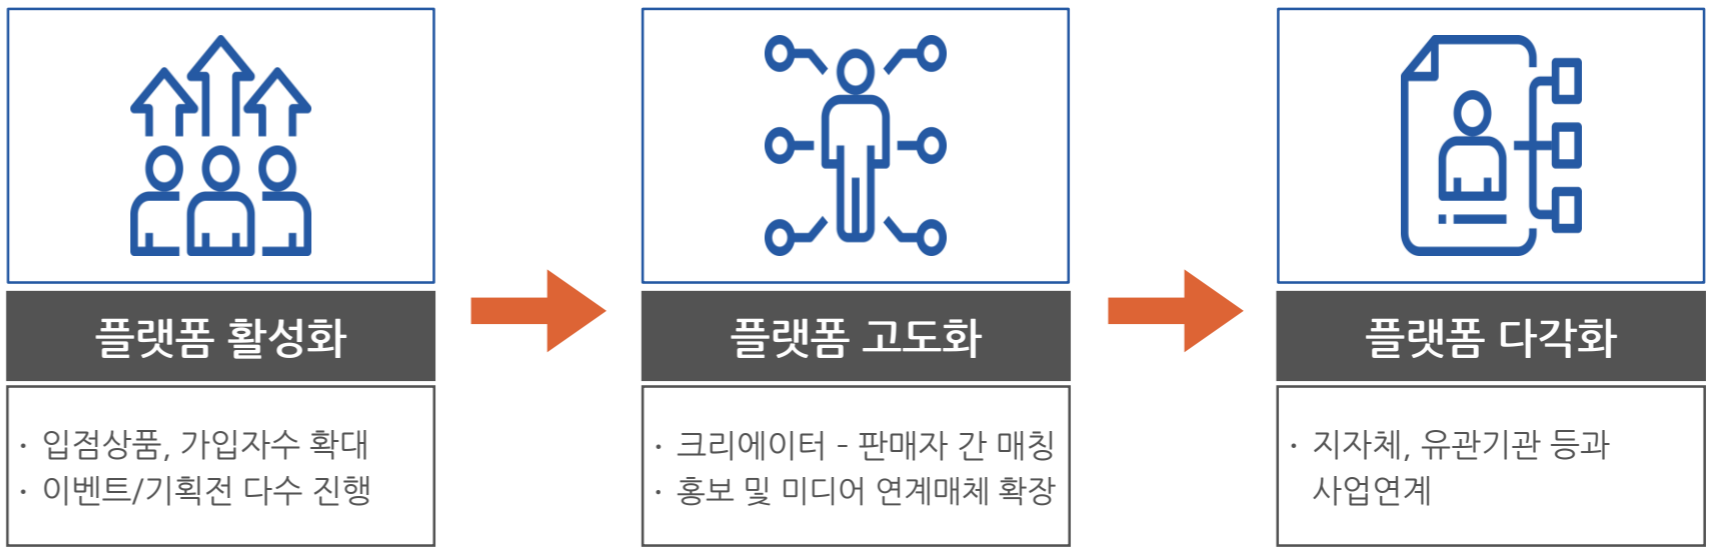 플랫폼 활성화
· 입점상품, 가입자수 확대
· 이벤트/기획전 다수 진행
플랫폼 고도화
· 크리에이터 - 판매자 간 매칭
· 홍보 및 미디어 연계매체 확장
플랫폼 다각화
· 지자체, 유관기관 등과
사업연계